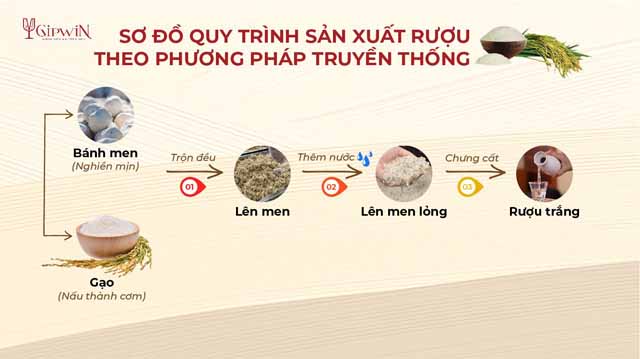 GIPWIN
SƠ ĐỒ QUY TRÌNH SẢN XUẤT RƯỢU
THEO PHƯƠNG PHÁP TRUYỀN THỐNG
Bánh men
(Nghiền mịn)
Trộn đều
01
Lên men
Thêm nước
02
Lên men lỏng
Chưng cất
03
Rượu trắng
Gạo
(Nấu thành cơm)